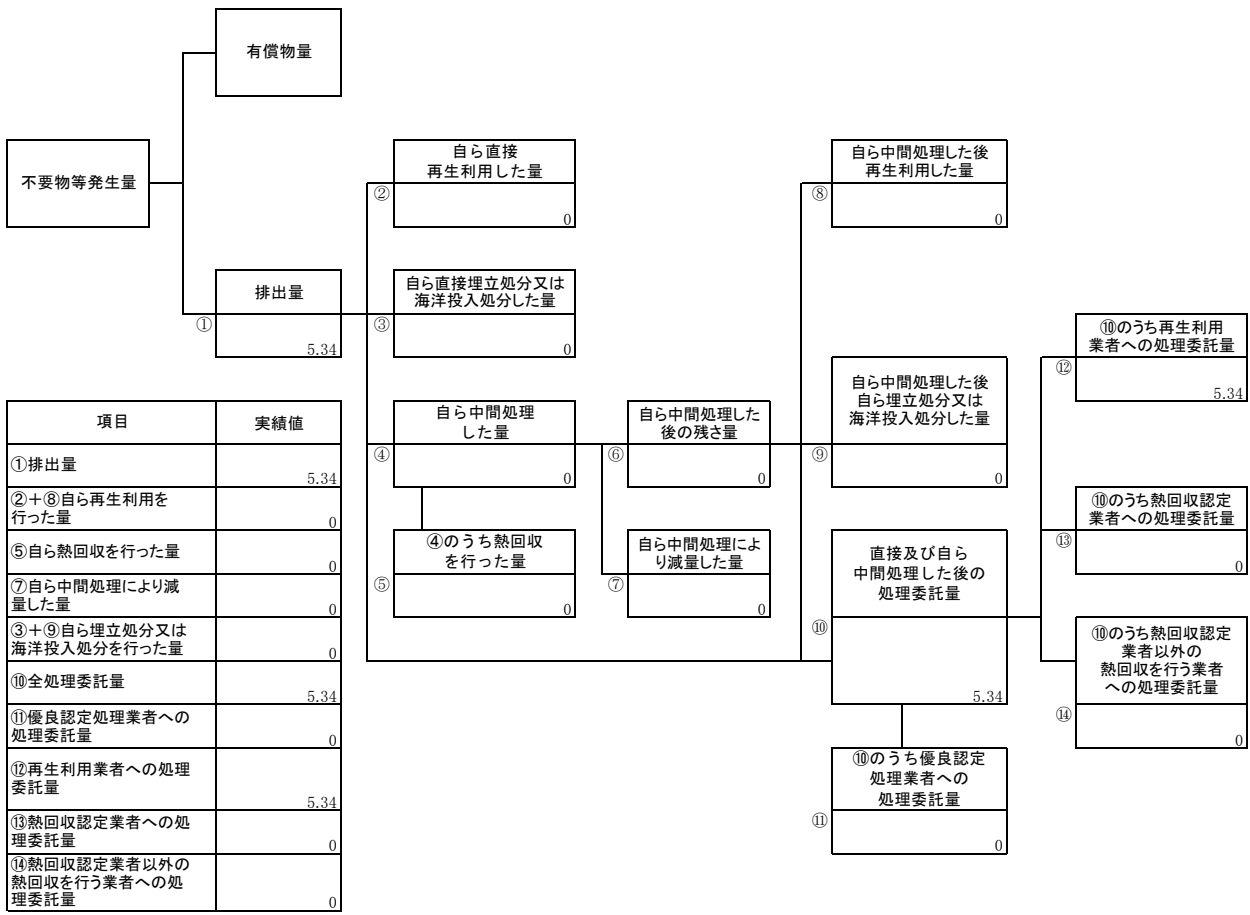 有償物量
不要物等発生量
自ら直接
再生利用した量
②
0
自ら中間処理した後
再生利用した量
⑧
0
排出量
①
5.34
自ら直接埋立処分又は
海洋投入処分した量
③
0
⑩のうち再生利用
業者への処理委託量
⑫
5.34
自ら中間処理
した量
④
0
自ら中間処理した
後の残さ量
⑥
0
自ら中間処理した後
自ら埋立処分又は
海洋投入処分した量
⑨
0
⑩のうち熱回収認定
業者への処理委託量
⑬
0
④のうち熱回収
を行った量
⑤
0
自ら中間処理によ
り減量した量
⑦
0
直接及び自ら
中間処理した後の
処理委託量
⑩
5.34
⑩のうち熱回収認定
業者以外の
熱回収を行う業者
への処理委託量
⑭
0
⑩のうち優良認定
処理業者への
処理委託量
⑪
0
項目 実績値
①排出量 5.34
②+⑧自ら再生利用を
行った量 0
⑤自ら熱回収を行った量 0
⑦自ら中間処理により減
量した量 0
③+⑨自ら埋立処分又は
海洋投入処分を行った量 0
⑩全処理委託量 5.34
⑪優良認定処理業者への
処理委託量 0
⑫再生利用業者への処理
委託量 5.34
⑬熱回収認定業者への処
理委託量 0
⑭熱回収認定業者以外の
熱回収を行う業者への処
理委託量 0